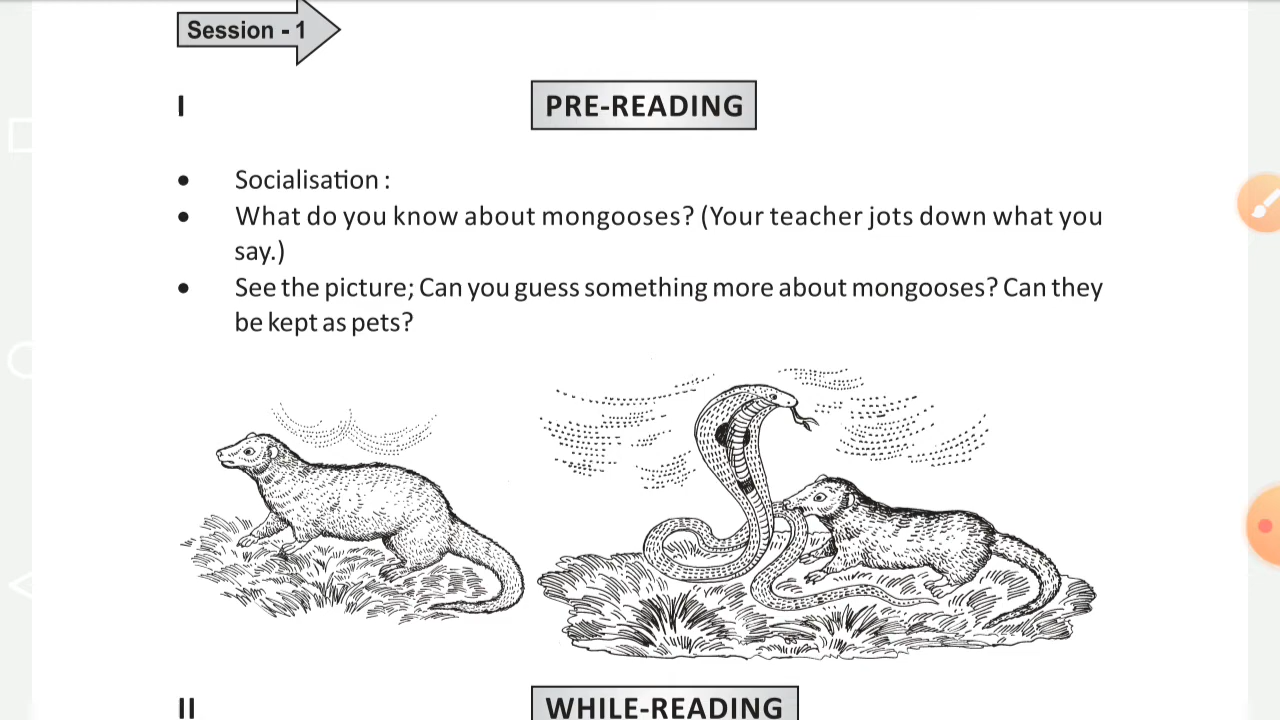 Session - 1
I
PRE-READING
• Socialisation :
• What do you know about mongooses? (Your teacher jots down what you
say.)
• See the picture; Can you guess something more about mongooses? Can they
be kept as pets?
II
WHILE-READING